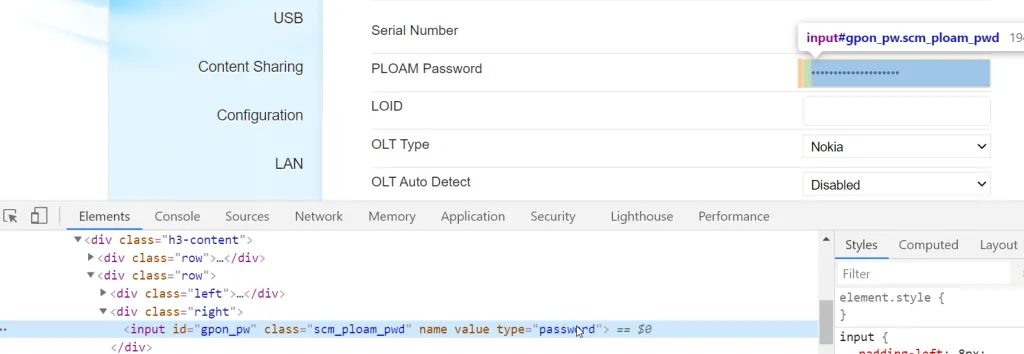 USB
Serial Number
input#gpon_pw.scm_ploam_pwd 194
Content Sharing
PLOAM Password
••••••••••••••••••••
LOID
Configuration
OLT Type
Nokia
LAN
OLT Auto Detect
Disabled
Elements Console Sources Network Memory Application Security Lighthouse Performance
▼<div class="h3-content">
▶<div class="row">…</div>
▼<div class="row">
▶<div class="left">…</div>
▼<div class="right">
… <input id="gpon_pw" class="scm_ploam_pwd" name value type="password"> == $0
</div>
Styles Computed Layout
Filter
element.style {
}
input {
padding-left: 8px;